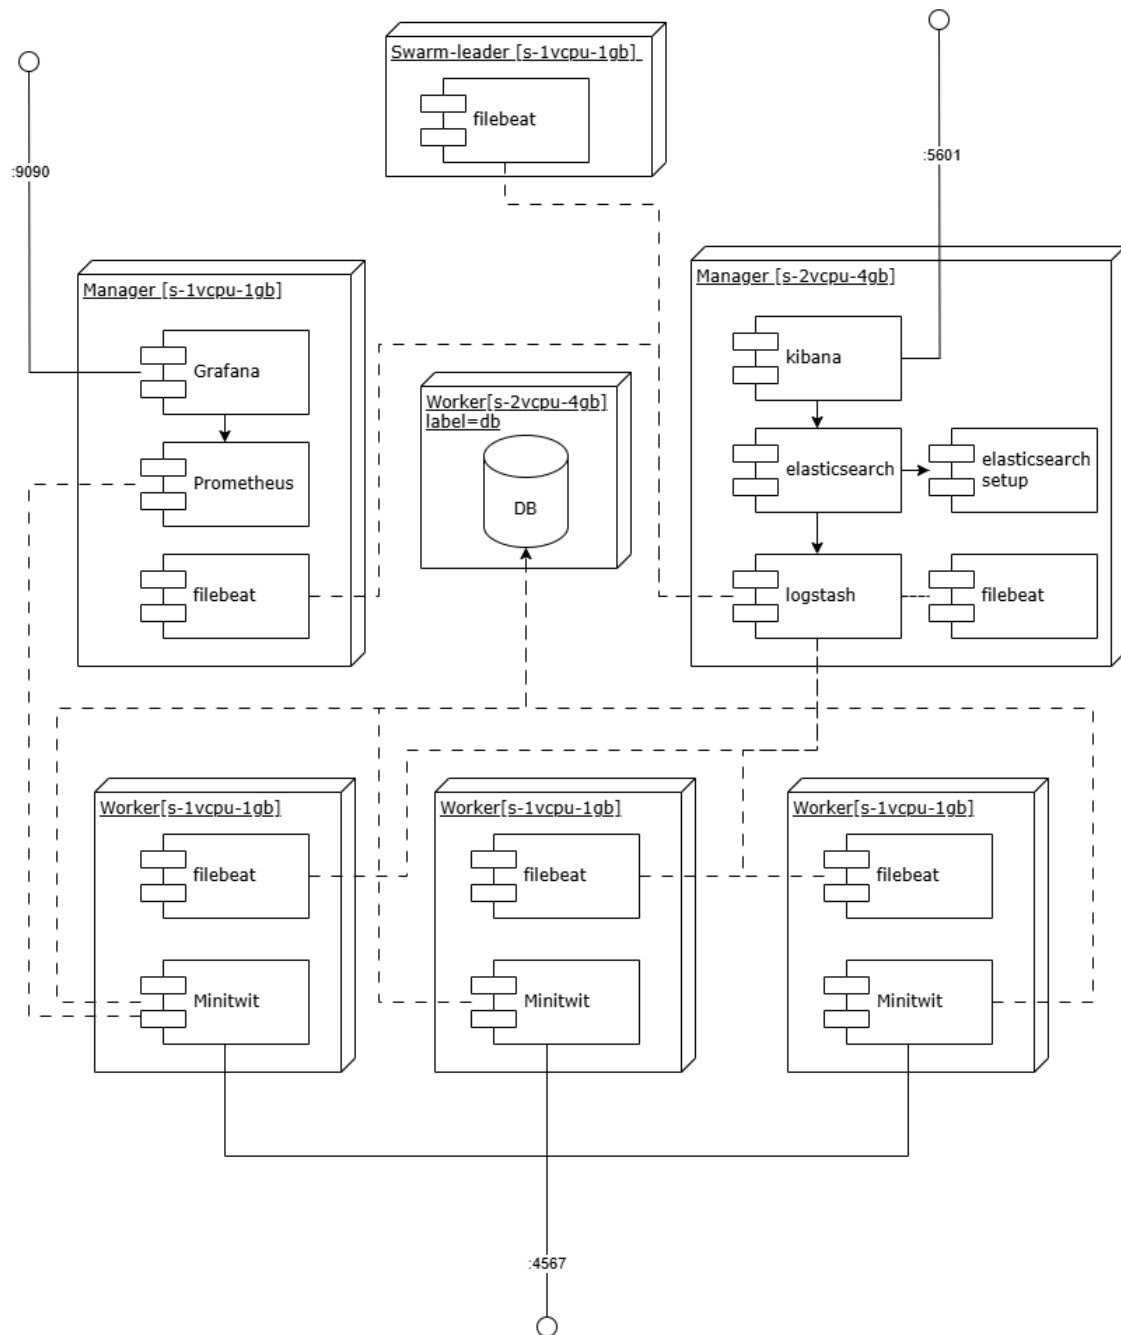 Swarm-leader [s-1vcpu-1gb]
filebeat
:9090
:5601
Manager [s-1vcpu-1gb]
Grafana
Prometheus
filebeat
Worker[s-2vcpu-4gb]
label=db
DB
Manager [s-2vcpu-4gb]
kibana
elasticsearch
elasticsearch
setup
logstash
filebeat
Worker[s-1vcpu-1gb]
filebeat
Minitwit
Worker[s-1vcpu-1gb]
filebeat
Minitwit
Worker[s-1vcpu-1gb]
filebeat
Minitwit
:4567